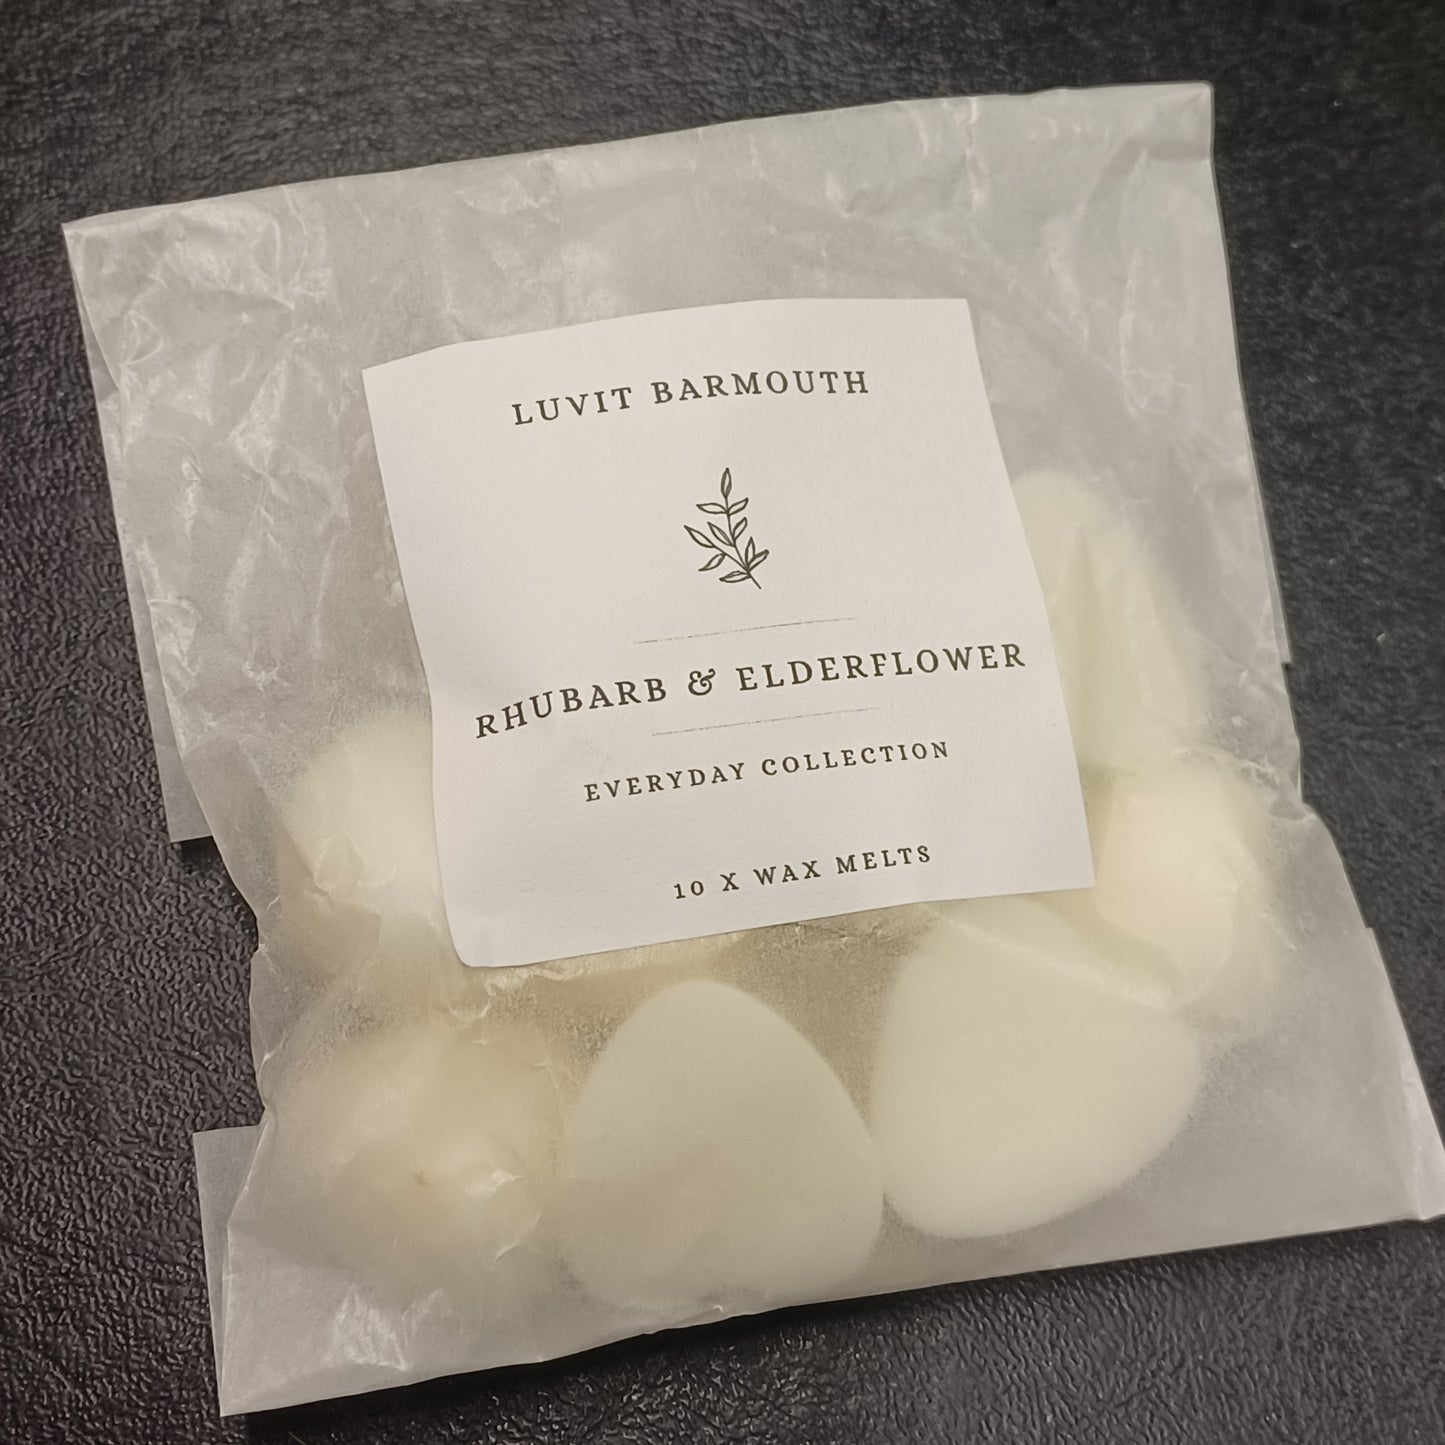 LUVIT BARMOUTH
RHUBARB & ELDERFLOWER
EVERYDAY COLLECTION
10 X WAX MELTS